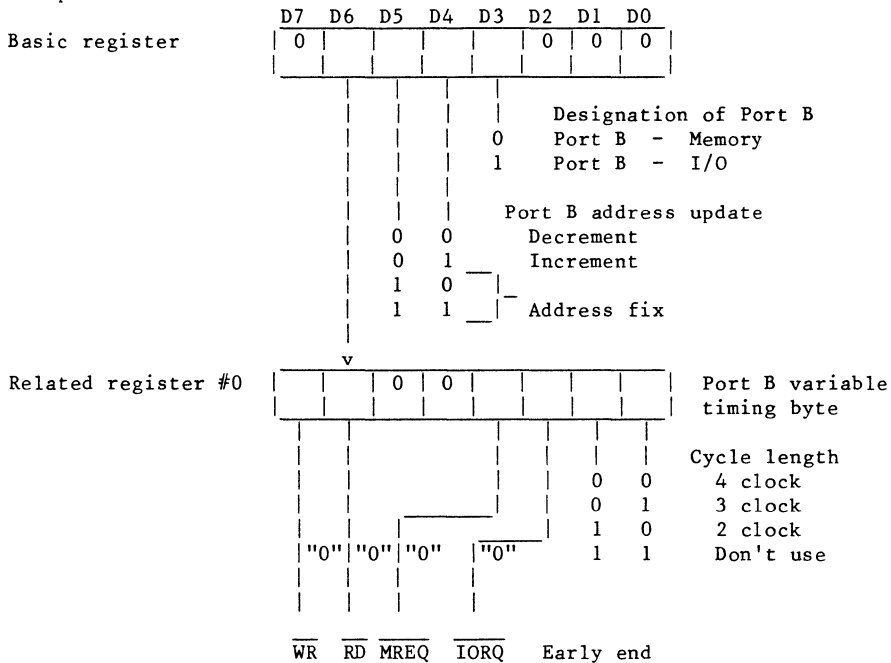 D7 D6 D5 D4 D3 D2 D1 D0
Basic register 0 0 0 0
Designation of Port B
0 Port B - Memory
1 Port B - I/O
Port B address update
0 0 Decrement
0 1 Increment
1 0
1 1 Address fix
v
Related register #0 0 0 Port B variable
timing byte
Cycle length
0 0 4 clock
0 1 3 clock
1 0 2 clock
"0" "0" "0" "0" 1 1 Don't use
WR RD MREQ IORQ Early end